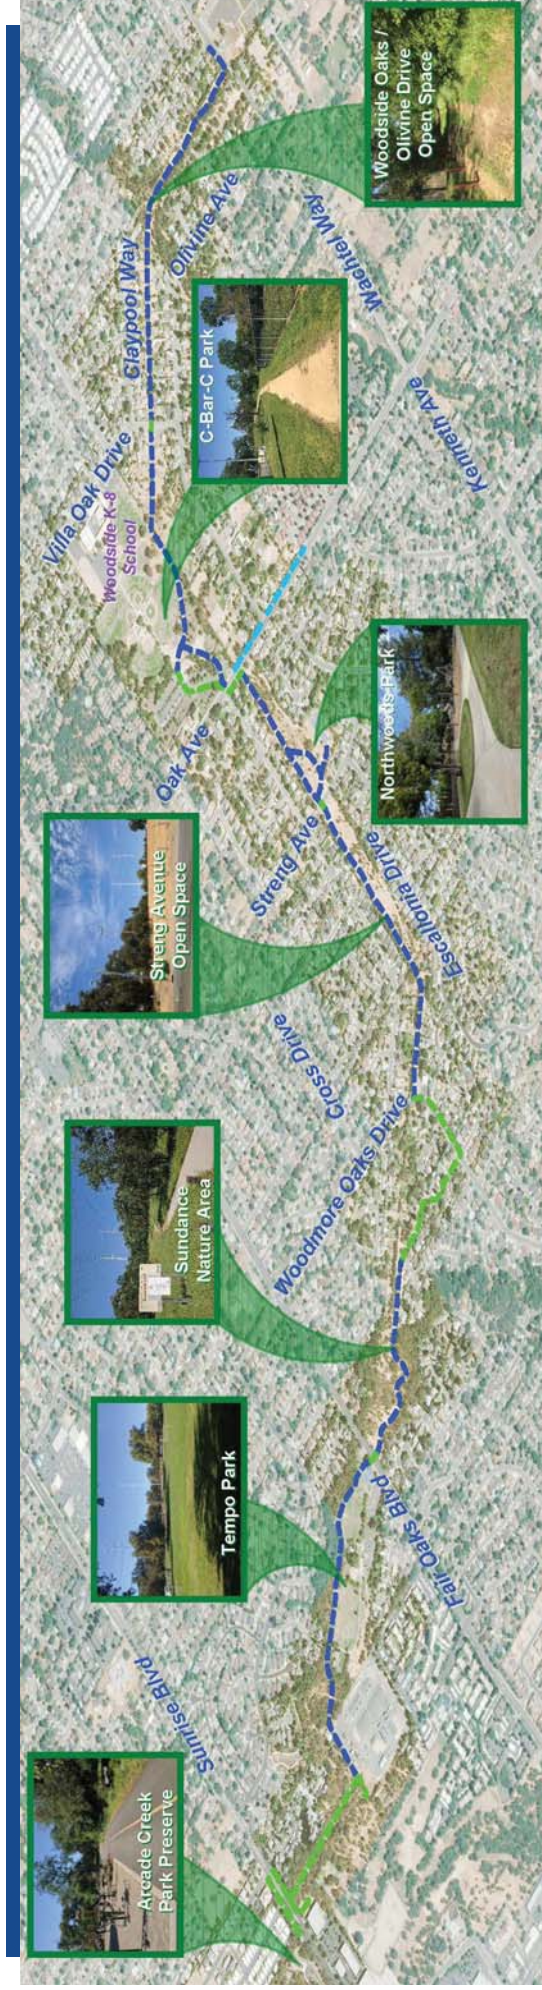 Arcade Creek
Park Preserve
Sunrise Blvd
Tempo Park
Fair Oaks Blvd
Sundance
Nature Area
Woodmore Oaks Drive
Cross Drive
Streng Avenue
Open Space
Escallonia Drive
Streng Ave
Northwoods Park
Oak Ave
Woodside K-8
School
Villa Oak Drive
C-Bar-C Park
Kenneth Ave
Claypool Way
Olivine Ave
Wachtel Way
Woodside Oaks /
Olivine Drive
Open Space